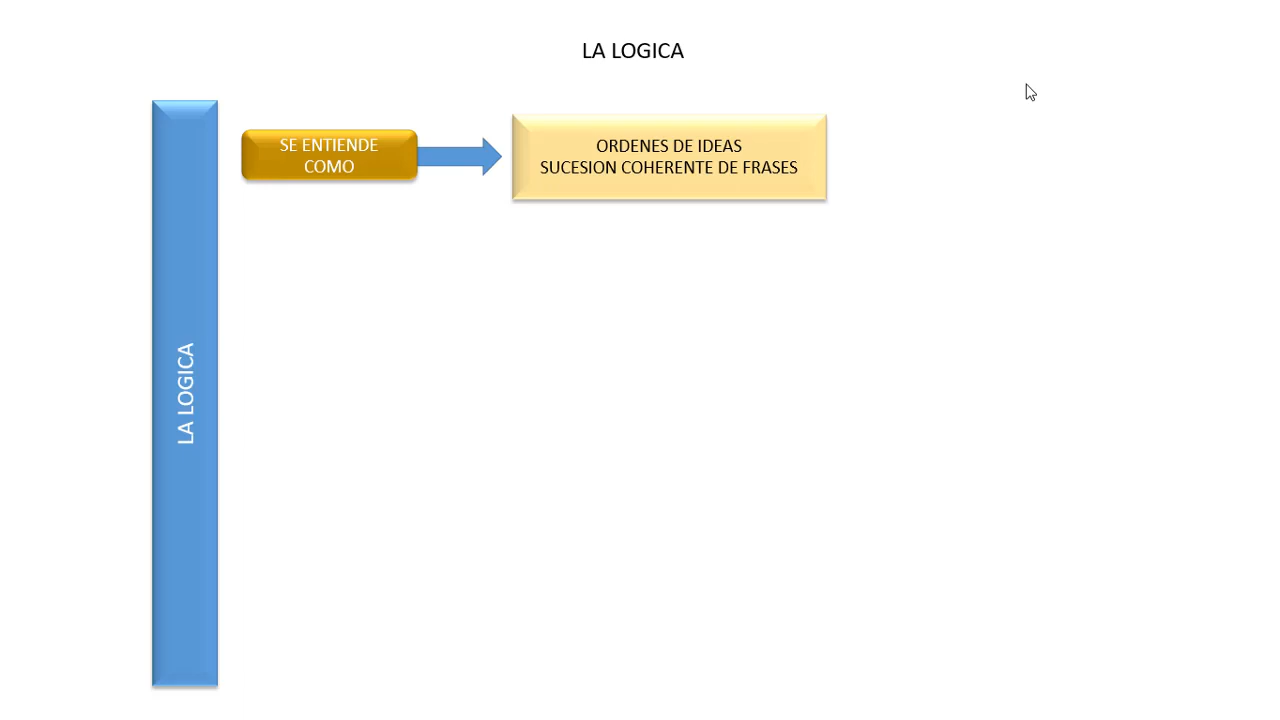 LA LOGICA
SE ENTIENDE
COMO
ORDENES DE IDEAS
SUCESION COHERENTE DE FRASES
LA LOGICA